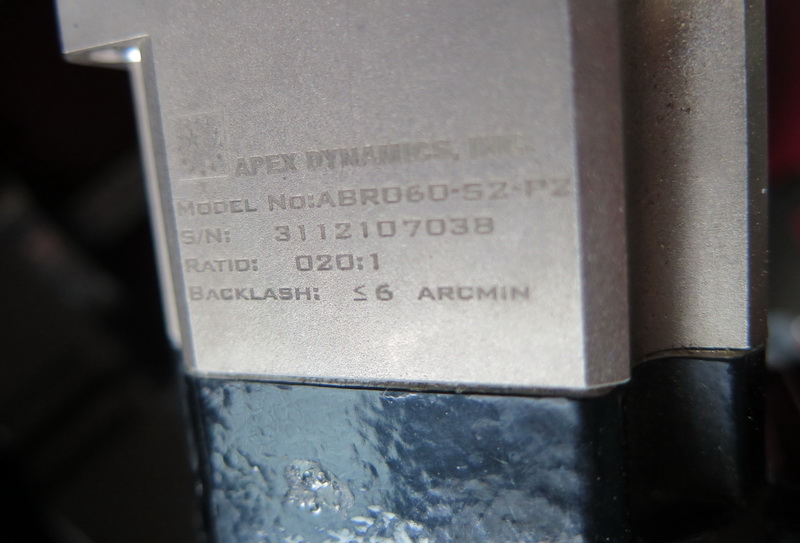 APEX DYNAMICS, INC.
MODEL NO:ABR060-S2-P2
S/N: 3112107038
RATIO: 020:1
BACKLASH: ≤6 ARCMIN